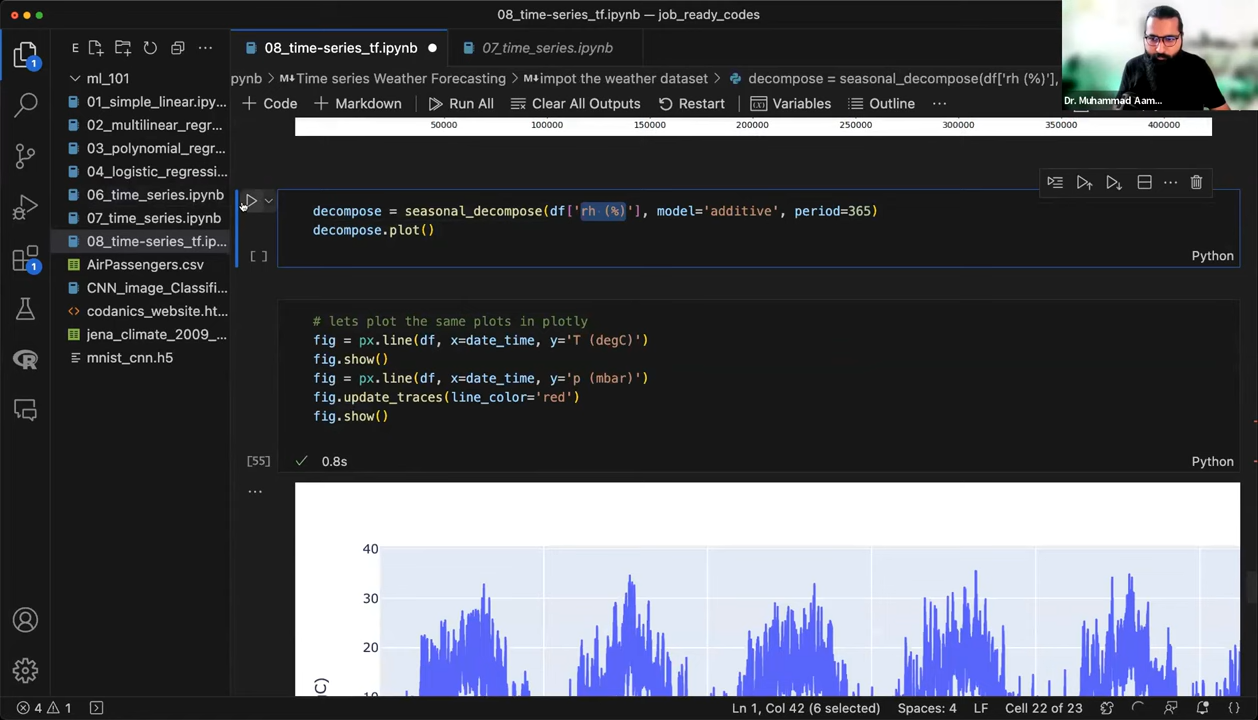 08_time-series_tf.ipynb — job_ready_codes
E
08_time-series_tf.ipynb
07_time_series.ipynb
ml_101
pynb > Time series Weather Forecasting > impot the weather dataset > decompose = seasonal_decompose(df['rh (%)'],
Dr. Muhammad Aam...
+ Code + Markdown Run All Clear All Outputs Restart Variables Outline ...
01_simple_linear.ipy...
02_multilinear_regr...
03_polynomial_regr...
04_logistic_regressi...
06_time_series.ipynb
07_time_series.ipynb
08_time-series_tf.ip...
AirPassengers.csv
CNN_image_Classifi...
codanics_website.ht...
jena_climate_2009_...
mnist_cnn.h5
1
1
50000 100000 150000 200000 250000 300000 350000 400000
decompose = seasonal_decompose(df['rh (%)'], model='additive', period=365)
decompose.plot()
[ ]
Python
# lets plot the same plots in plotly
fig = px.line(df, x=date_time, y='T (degC)')
fig.show()
fig = px.line(df, x=date_time, y='p (mbar)')
fig.update_traces(line_color='red')
fig.show()
[55] 0.8s
Python
40
30
20
10
C)
4 1
Ln 1, Col 42 (6 selected) Spaces: 4 LF Cell 22 of 23